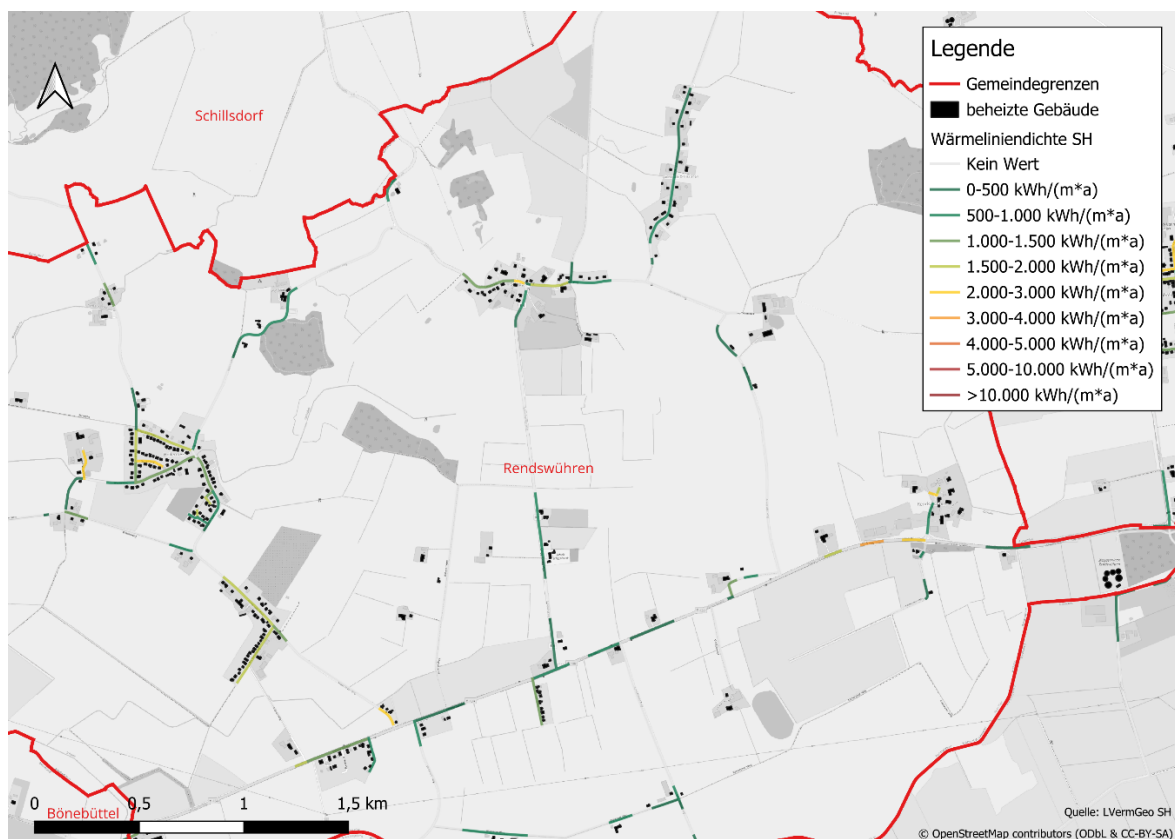 Schillsdorf
Rendswühren
Bönebüttel
Legende
Gemeindegrenzen
beheizte Gebäude
Wärmeliniendichte SH
Kein Wert
0-500 kWh/(m*a)
500-1.000 kWh/(m*a)
1.000-1.500 kWh/(m*a)
1.500-2.000 kWh/(m*a)
2.000-3.000 kWh/(m*a)
3.000-4.000 kWh/(m*a)
4.000-5.000 kWh/(m*a)
5.000-10.000 kWh/(m*a)
>10.000 kWh/(m*a)
0 0,5 1 1,5 km
Quelle: LVermGeo SH
© OpenStreetMap contributors (ODbL & CC-BY-SA)